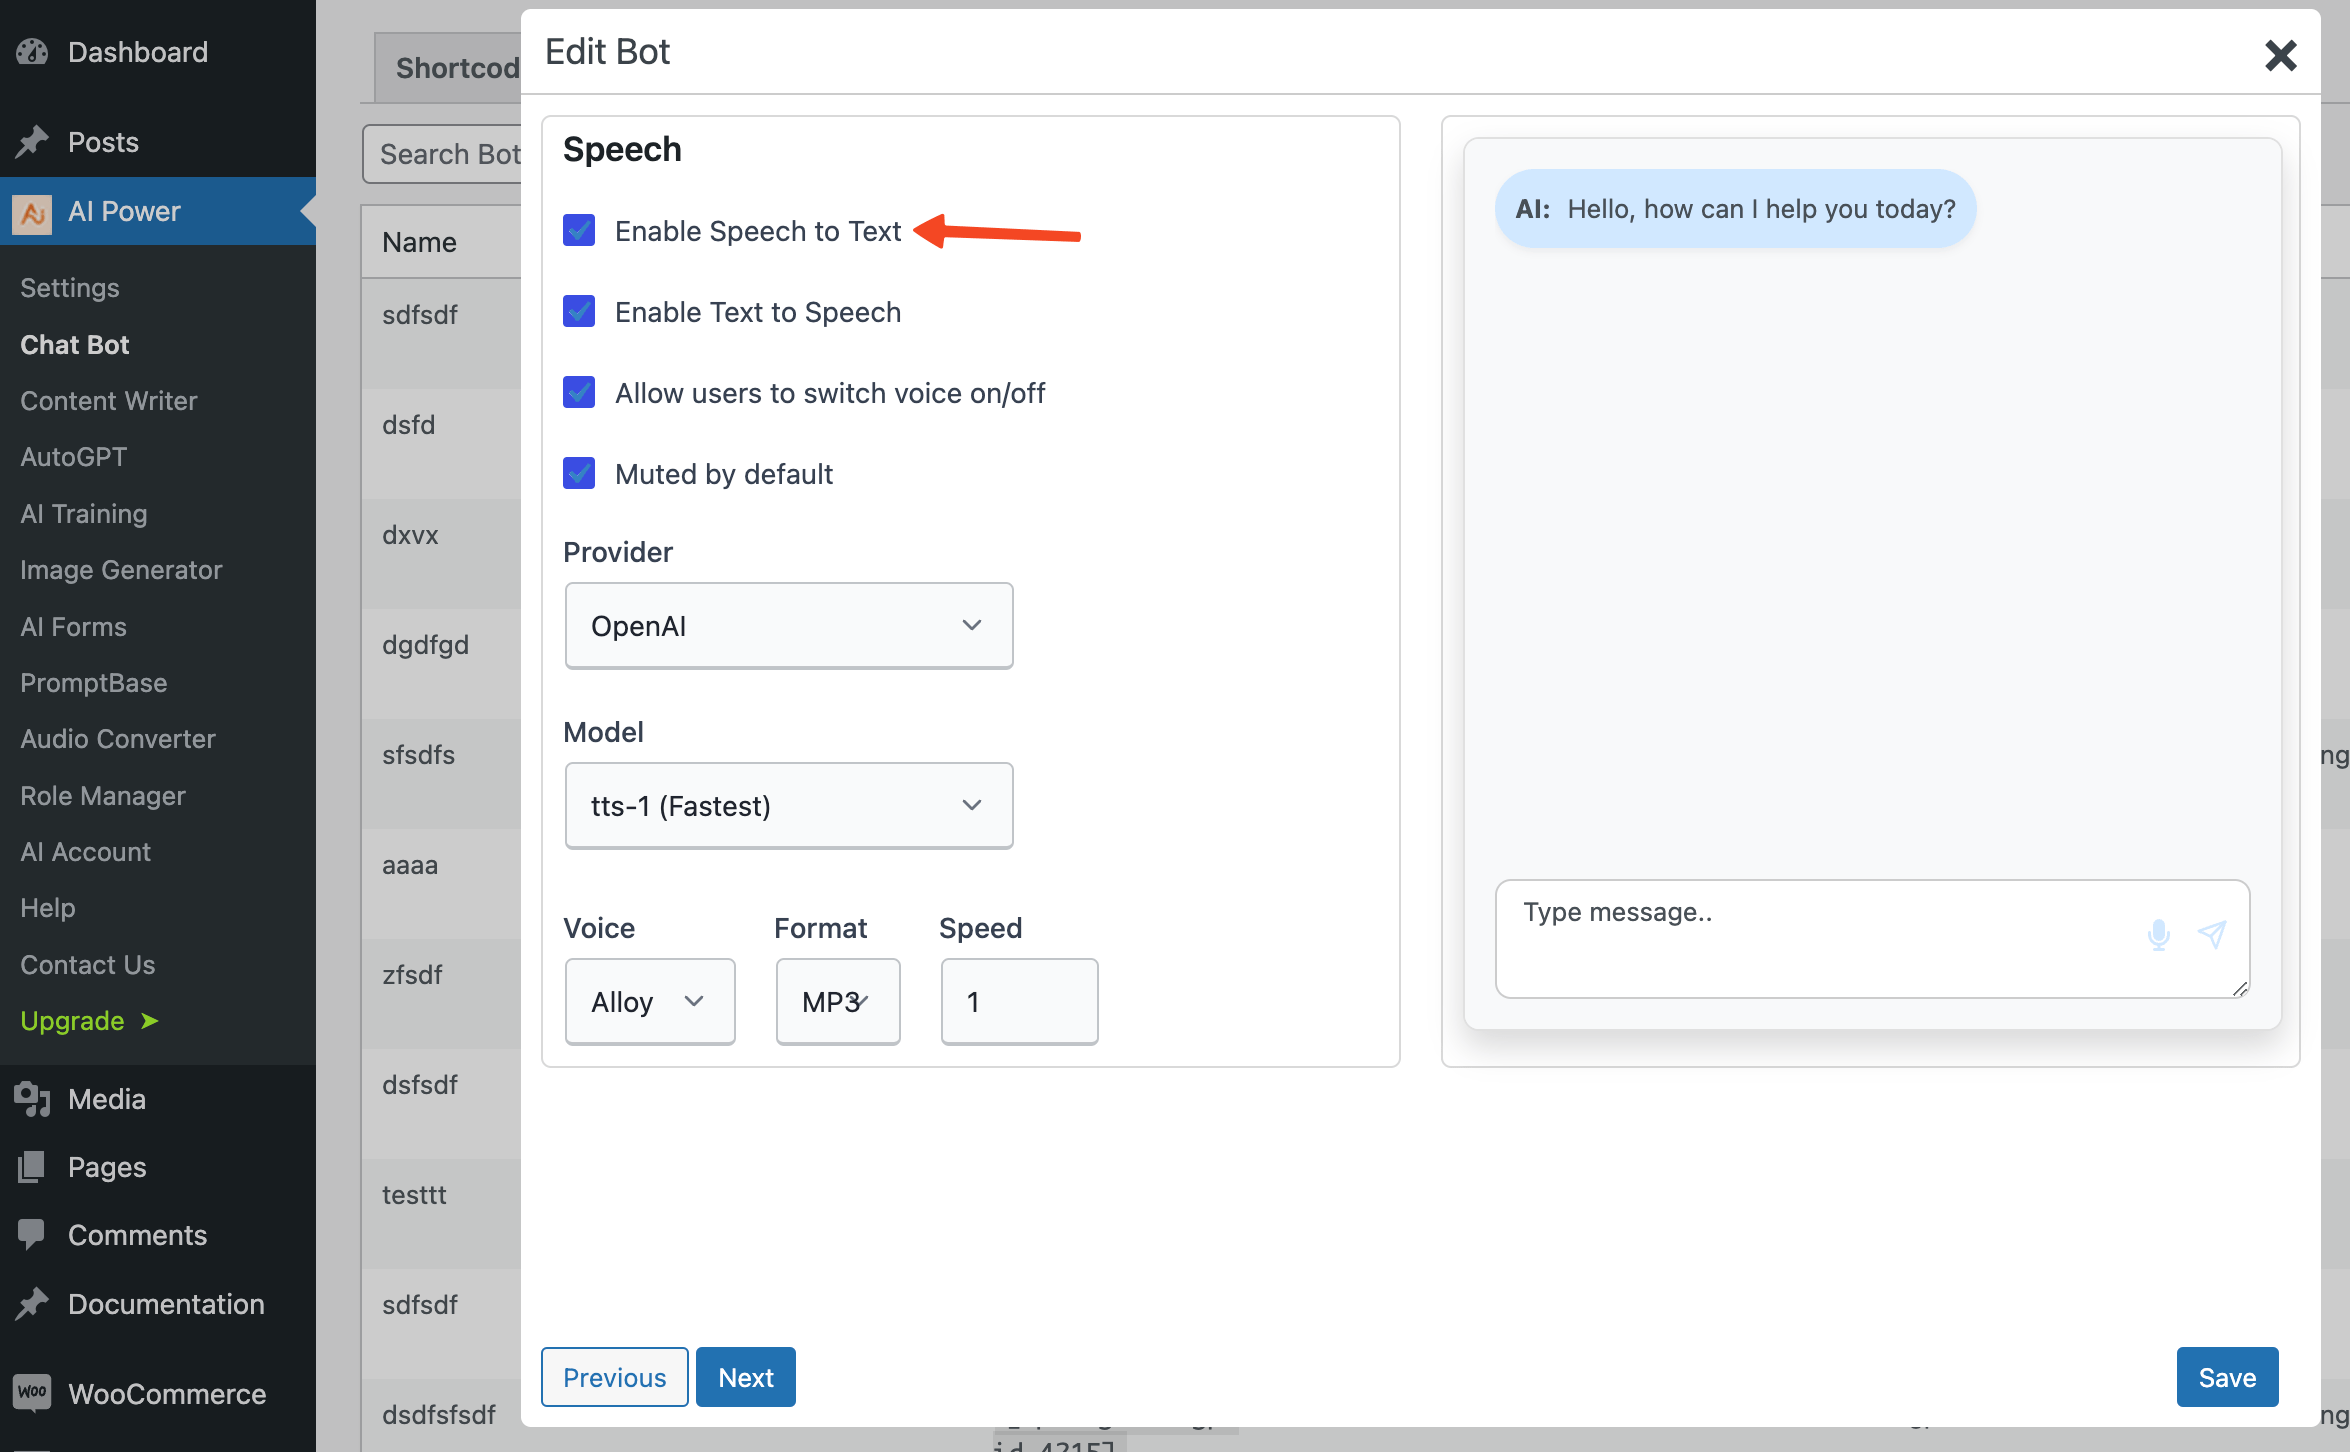 Dashboard
Posts
AI Power
Settings
Chat Bot
Content Writer
AutoGPT
AI Training
Image Generator
AI Forms
PromptBase
Audio Converter
Role Manager
AI Account
Help
Contact Us
Upgrade ➤
Media
Pages
Comments
Documentation
WooCommerce
Shortcod
Search Bot
Name
sdfsdf
dsfd
dxvx
dgdfgd
sfsdfs
aaaa
zfsdf
dsfsdf
testtt
sdfsdf
dsdfsfsdf
Edit Bot
Speech
Enable Speech to Text
Enable Text to Speech
Allow users to switch voice on/off
Muted by default
Provider
OpenAI
Model
tts-1 (Fastest)
Voice Format Speed
Alloy MP3 1
Previous Next
AI: Hello, how can I help you today?
Type message..
Save
ng
ng